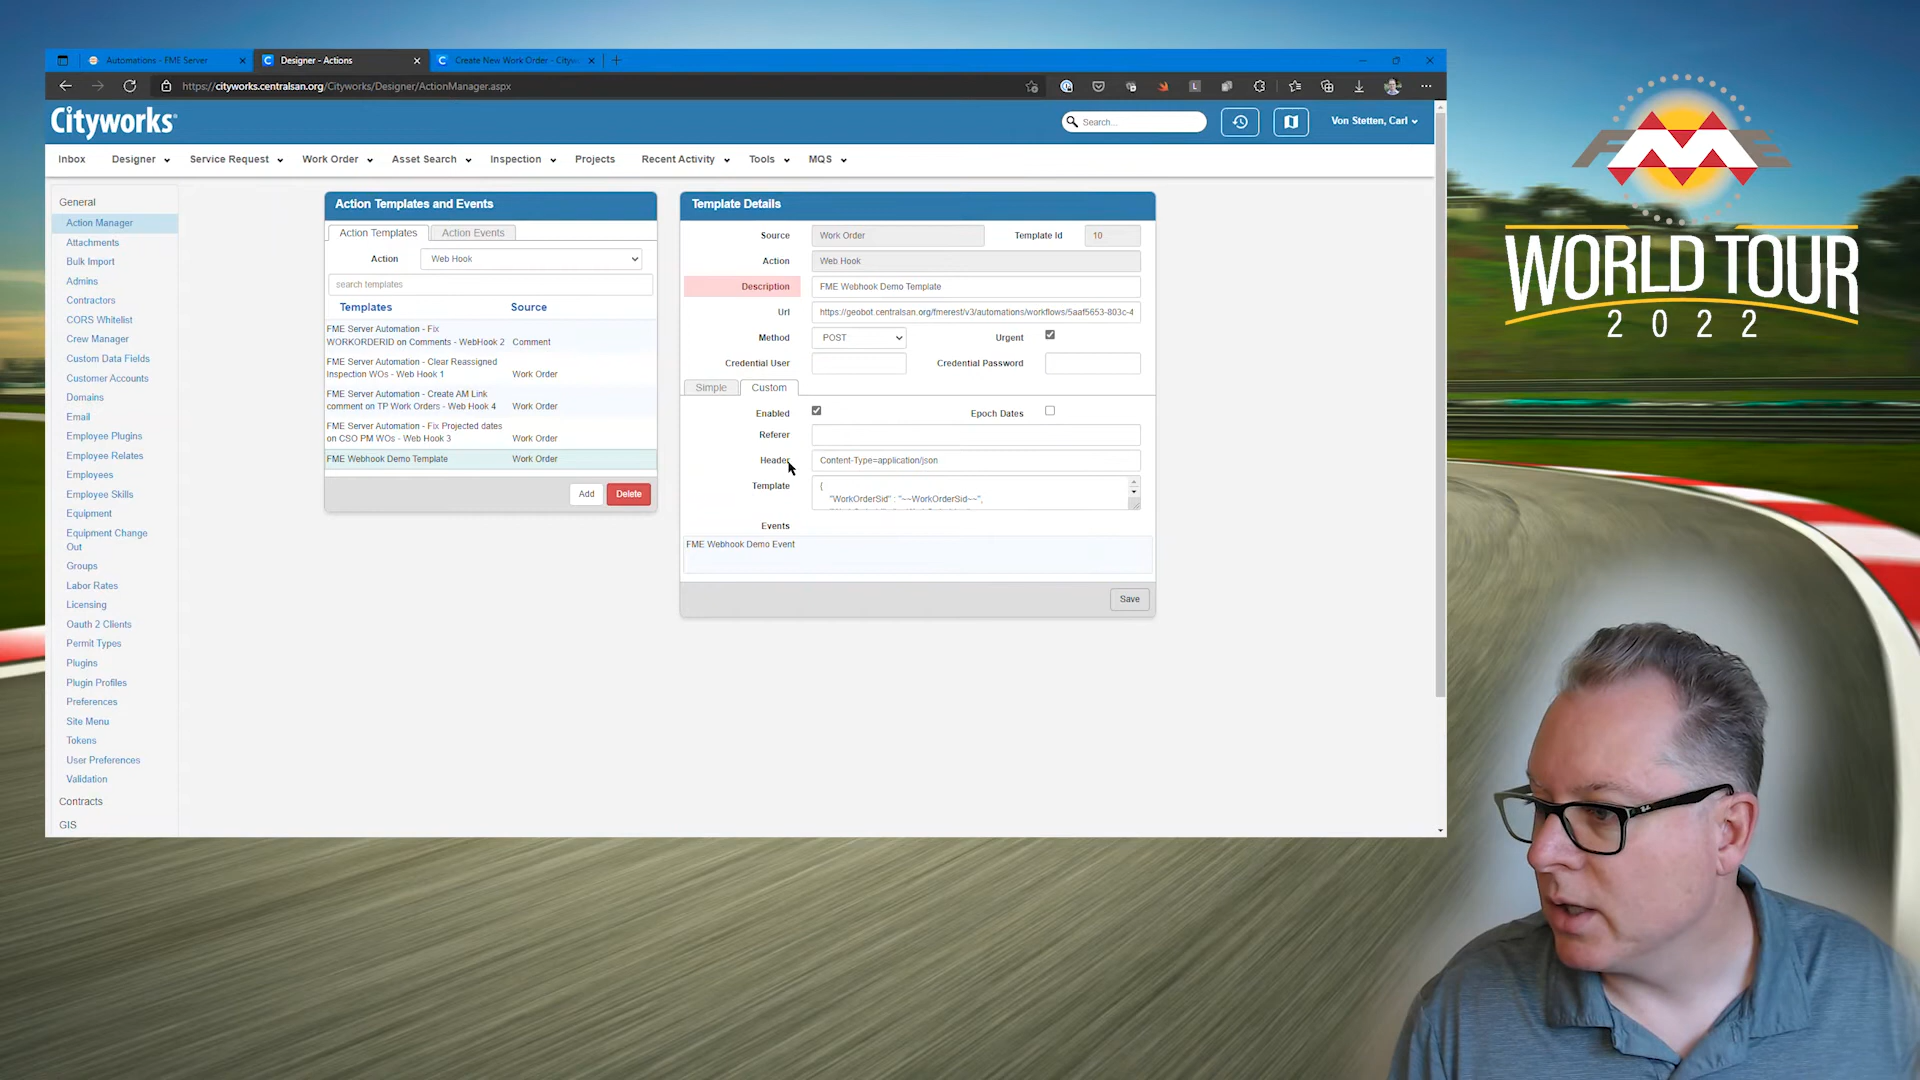 Automations - FME Server
Designer - Actions
Create New Work Order - Cityw
https://cityworks.centralsan.org/Cityworks/Designer/ActionManager.aspx
Cityworks
Search...
Von Stetten, Carl
Inbox
Designer
Service Request
Work Order
Asset Search
Inspection
Projects
Recent Activity
Tools
MQS
General
Action Manager
Attachments
Bulk Import
Admins
Contractors
CORS Whitelist
Crew Manager
Custom Data Fields
Customer Accounts
Domains
Email
Employee Plugins
Employee Relates
Employees
Employee Skills
Equipment
Equipment Change
Out
Groups
Labor Rates
Licensing
Oauth 2 Clients
Permit Types
Plugins
Plugin Profiles
Preferences
Site Menu
Tokens
User Preferences
Validation
Contracts
GIS
Action Templates and Events
Action Templates
Action Events
Action
Web Hook
search templates
Templates
Source
FME Server Automation - Fix
WORKORDERID on Comments - WebHook 2
Comment
FME Server Automation - Clear Reassigned
Inspection WOs - Web Hook 1
Work Order
FME Server Automation - Create AM Link
comment on TP Work Orders - Web Hook 4
Work Order
FME Server Automation - Fix Projected dates
on CSO PM WOs - Web Hook 3
Work Order
FME Webhook Demo Template
Work Order
Add
Delete
Template Details
Source
Work Order
Template Id
10
Action
Web Hook
Description
FME Webhook Demo Template
Url
https://geobot.centralsan.org/fmerest/v3/automations/workflows/5aaf5653-803c-4
Method
POST
Urgent
Credential User
Credential Password
Simple
Custom
Enabled
Epoch Dates
Referer
Header
Content-Type=application/json
Template
{
"WorkOrderSid" : "~~WorkOrderSid~~",
Events
FME Webhook Demo Event
Save
FME
WORLD TOUR
2022